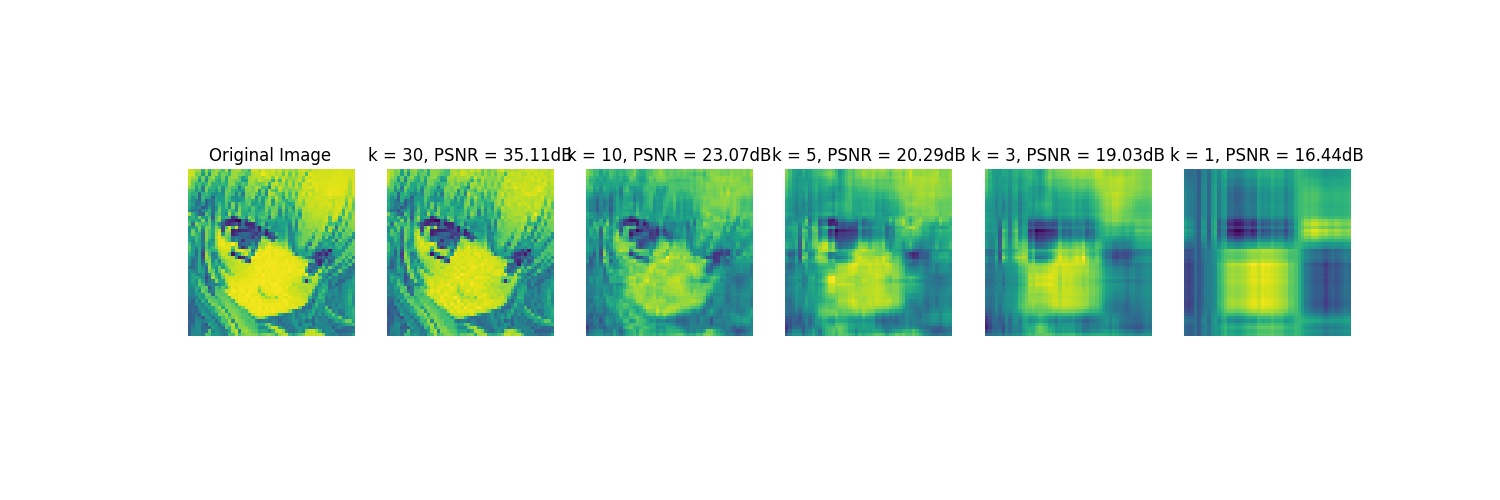 Original Image
k = 30, PSNR = 35.11dB
k = 10, PSNR = 23.07dB
k = 5, PSNR = 20.29dB
k = 3, PSNR = 19.03dB
k = 1, PSNR = 16.44dB